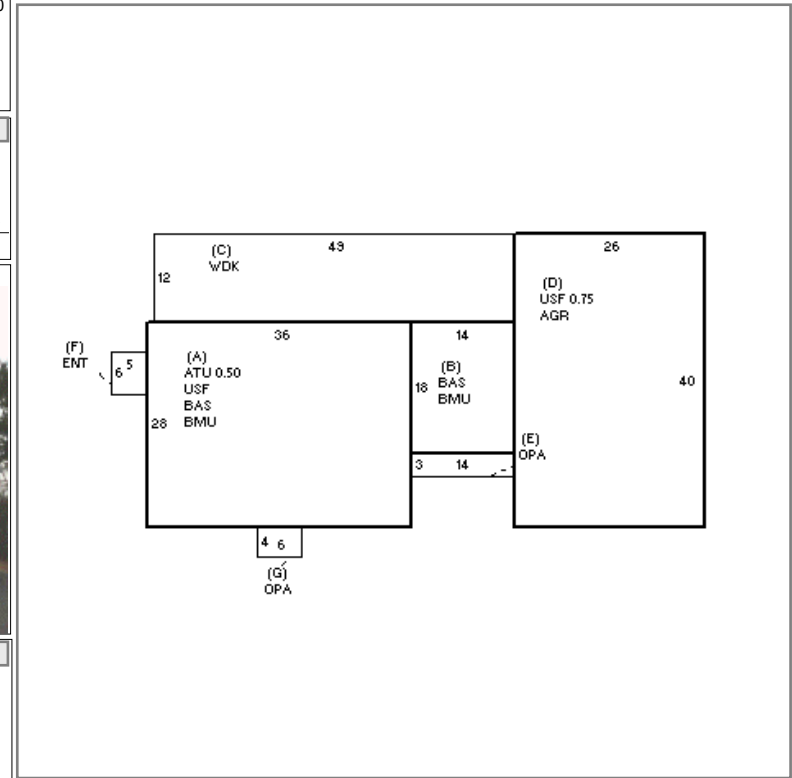 49
26
(C)
WDK
12
(D)
USF 0.75
AGR
36
14
(F)
ENT
6 5
(A)
ATU 0.50
USF
BAS
BMU
28
18
(B)
BAS
BMU
40
(E)
OPA
3
14
4 6
(G)
OPA